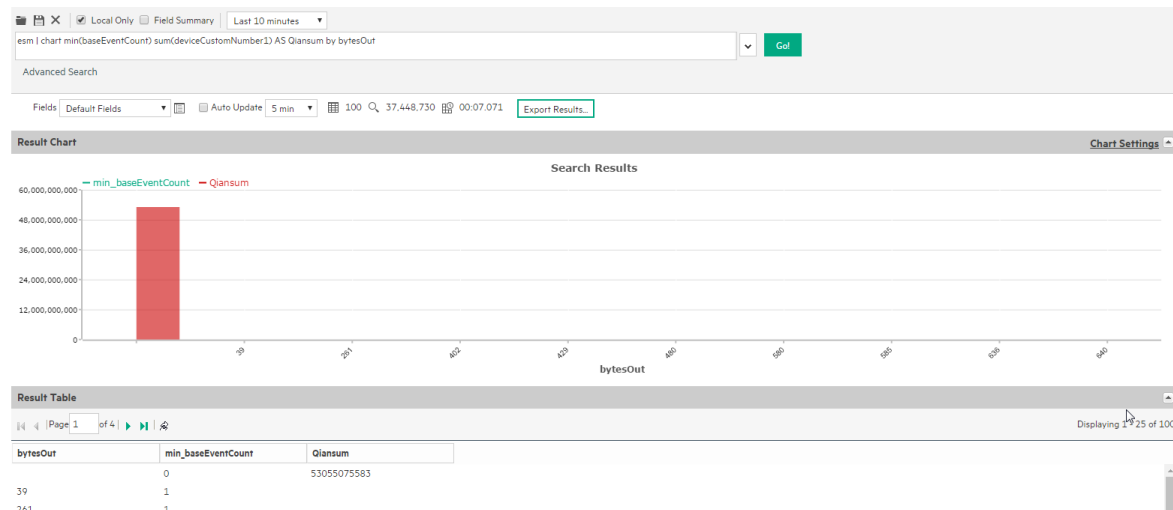 Local Only Field Summary Last 10 minutes
esm | chart min(baseEventCount) sum(deviceCustomNumber1) AS Qiansum by bytesOut
Go!
Advanced Search
Fields Default Fields Auto Update 5 min 100 37,448,730 00:07.071 Export Results...
Result Chart Chart Settings
Search Results
min_baseEventCount Qiansum
60,000,000,000
48,000,000,000
36,000,000,000
24,000,000,000
12,000,000,000
0
39 261 402 429 480 580 585 636 640
bytesOut
Result Table
Page 1 of 4 Displaying 1 - 25 of 100
bytesOut min_baseEventCount Qiansum
0 53055075583
39 1
261 1